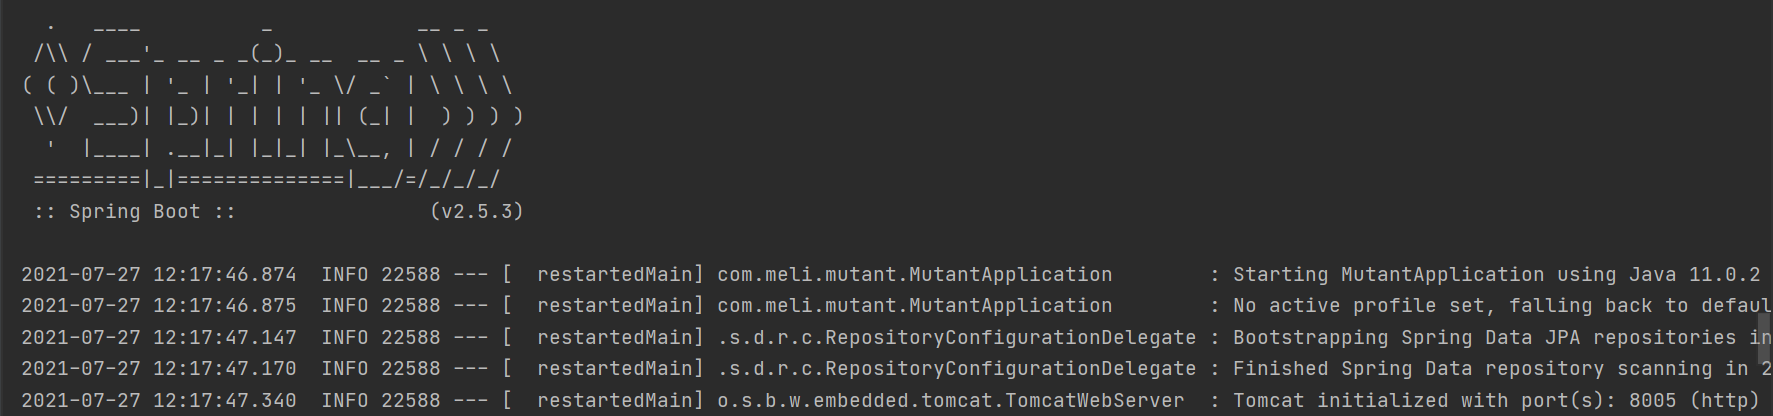 .   ____          _            __ _ _
 /\\ / ___'_ __ _ _(_)_ __  __ _ \ \ \ \
( ( )\___ | '_ | '_| | '_ \/ _` | \ \ \ \
 \\/  ___)| |_)| | | | | || (_| |  ) ) ) )
  '  |____| .__|_| |_|_| |_\__, | / / / /
 =========|_|==============|___/=/_/_/_/
 :: Spring Boot ::                (v2.5.3)
2021-07-27 12:17:46.874  INFO 22588 --- [  restartedMain] com.meli.mutant.MutantApplication        : Starting MutantApplication using Java 11.0.2
2021-07-27 12:17:46.875  INFO 22588 --- [  restartedMain] com.meli.mutant.MutantApplication        : No active profile set, falling back to defaul
2021-07-27 12:17:47.147  INFO 22588 --- [  restartedMain] .s.d.r.c.RepositoryConfigurationDelegate : Bootstrapping Spring Data JPA repositories in
2021-07-27 12:17:47.170  INFO 22588 --- [  restartedMain] .s.d.r.c.RepositoryConfigurationDelegate : Finished Spring Data repository scanning in 2
2021-07-27 12:17:47.340  INFO 22588 --- [  restartedMain] o.s.b.w.embedded.tomcat.TomcatWebServer  : Tomcat initialized with port(s): 8005 (http)